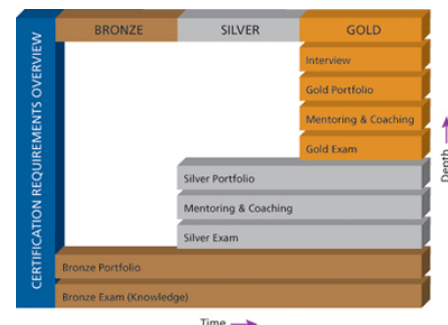 CERTIFICATION REQUIREMENTS OVERVIEW
BRONZE
SILVER
GOLD
Interview
Gold Portfolio
Mentoring & Coaching
Gold Exam
Silver Portfolio
Mentoring & Coaching
Silver Exam
Bronze Portfolio
Bronze Exam (Knowledge)
Depth
Time